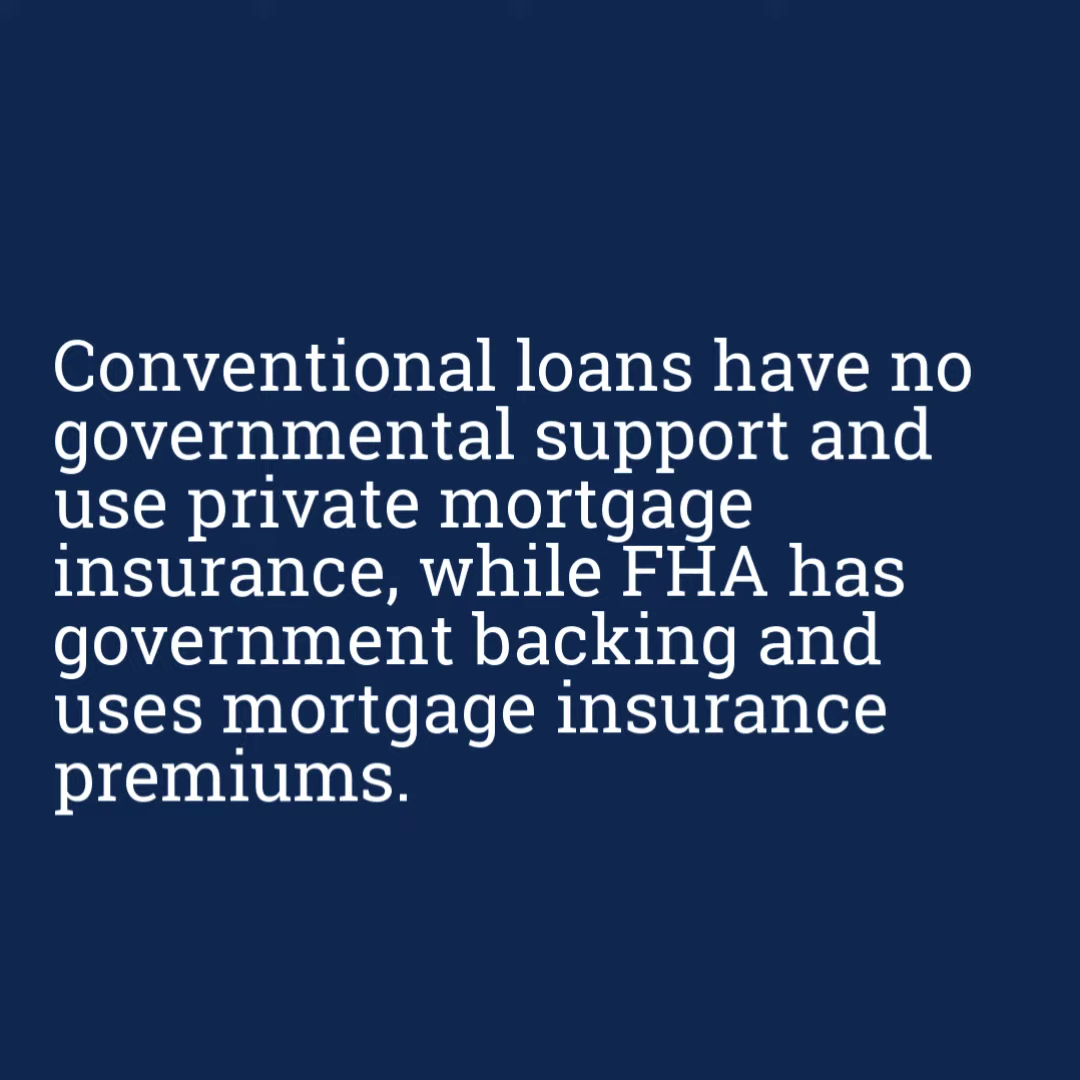 Conventional loans have no
governmental support and
use private mortgage
insurance, while FHA has
government backing and
uses mortgage insurance
premiums.